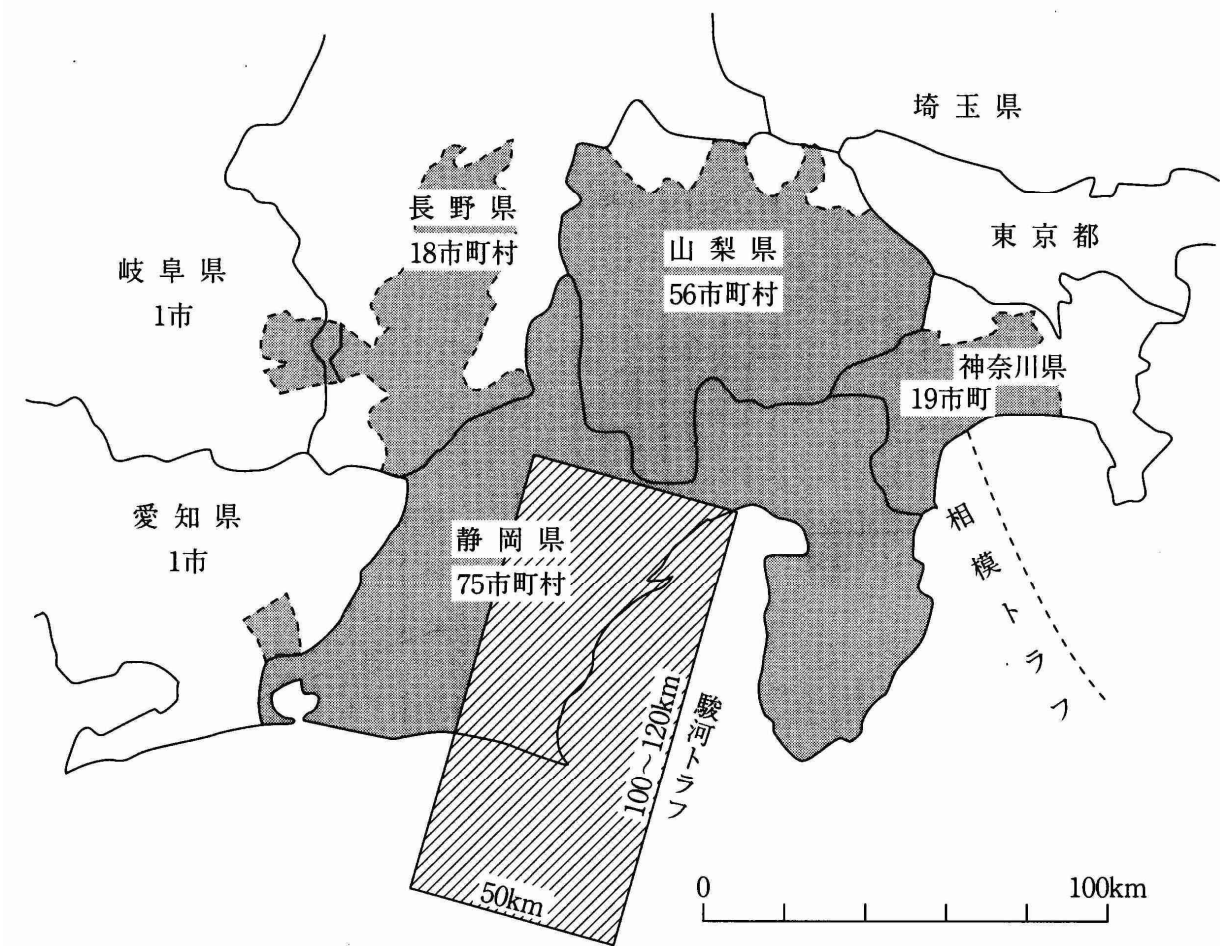 埼玉県
長野県
18市町村
東京都
山梨県
56市町村
岐阜県
1市
神奈川県
19市町
愛知県
1市
静岡県
75市町村
相模トラフ
駿河トラフ
100～120km
50km
0
100km